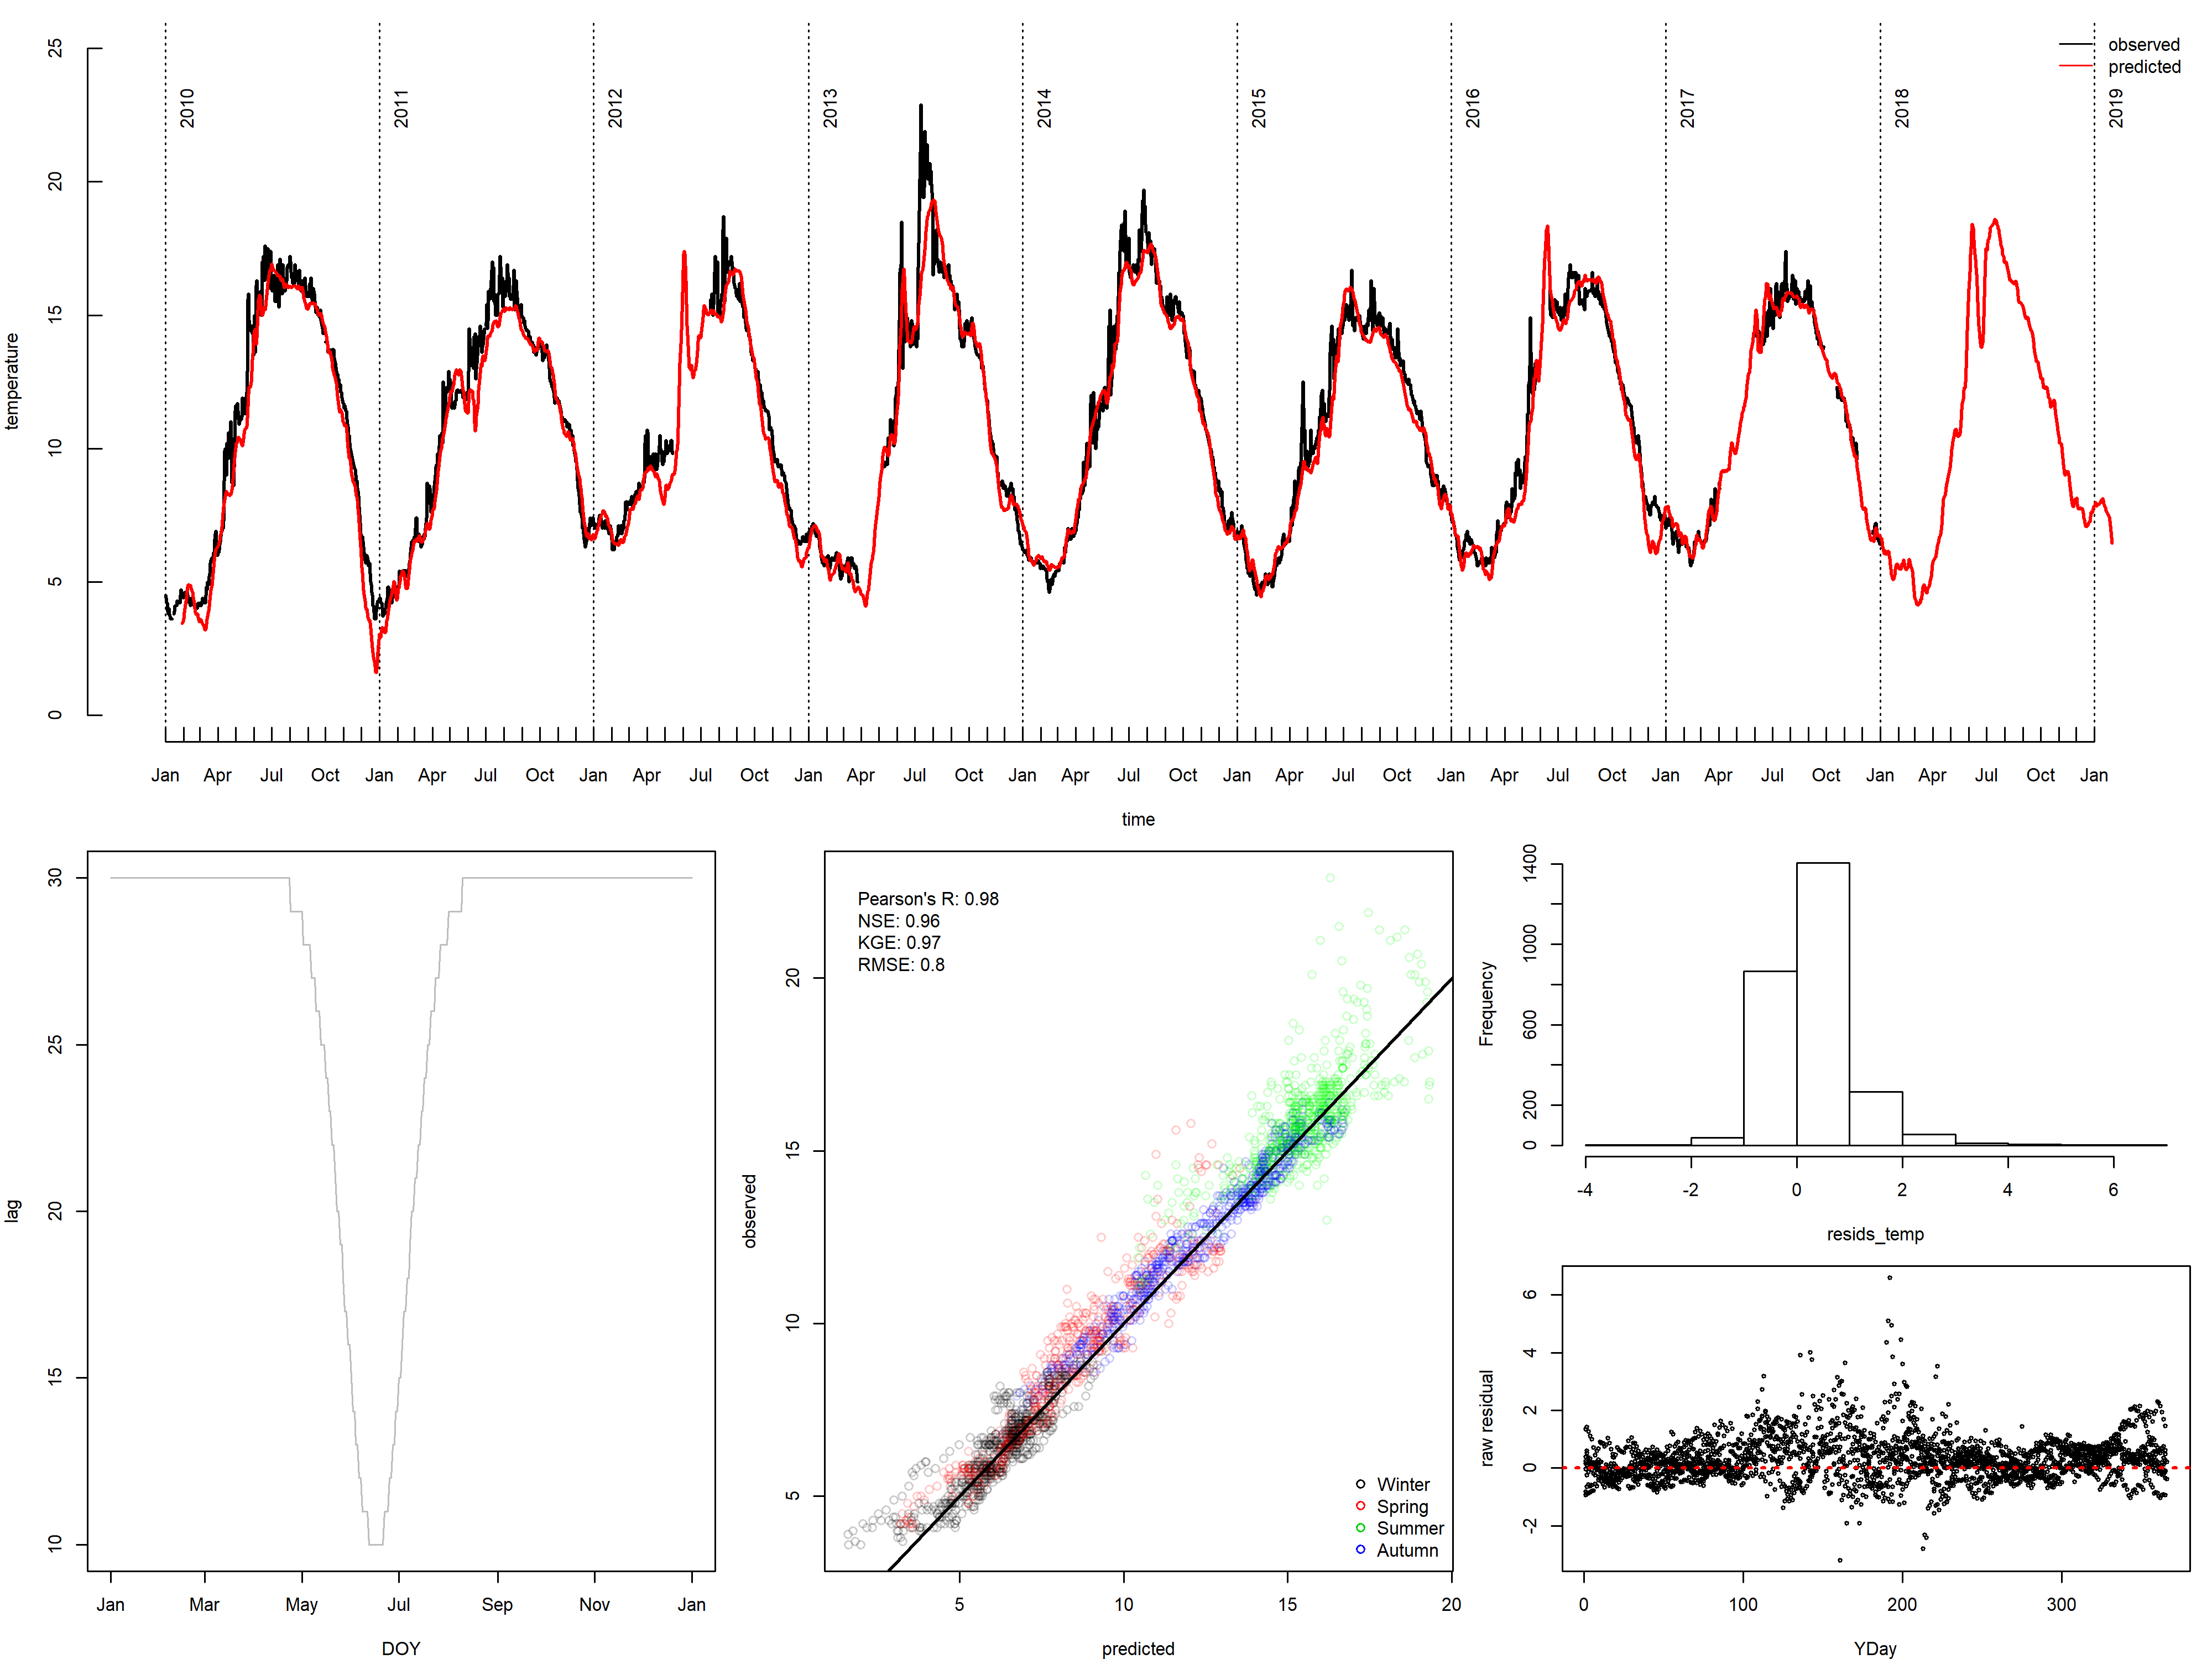 observed
predicted
2010 2011 2012 2013 2014 2015 2016 2017 2018 2019
25
20
15
10
5
0
temperature
Jan Apr Jul Oct Jan Apr Jul Oct Jan Apr Jul Oct Jan Apr Jul Oct Jan Apr Jul Oct Jan Apr Jul Oct Jan Apr Jul Oct Jan Apr Jul Oct Jan Apr Jul Oct Jan
time
30
25
20
15
10
lag
Jan Mar May Jul Sep Nov Jan
DOY
Pearson's R: 0.98
NSE: 0.96
KGE: 0.97
RMSE: 0.8
20
15
10
5
observed
Winter
Spring
Summer
Autumn
5 10 15 20
predicted
1400
1000
600
200
0
Frequency
-4 -2 0 2 4 6
resids_temp
6
4
2
0
-2
raw residual
0 100 200 300
YDay